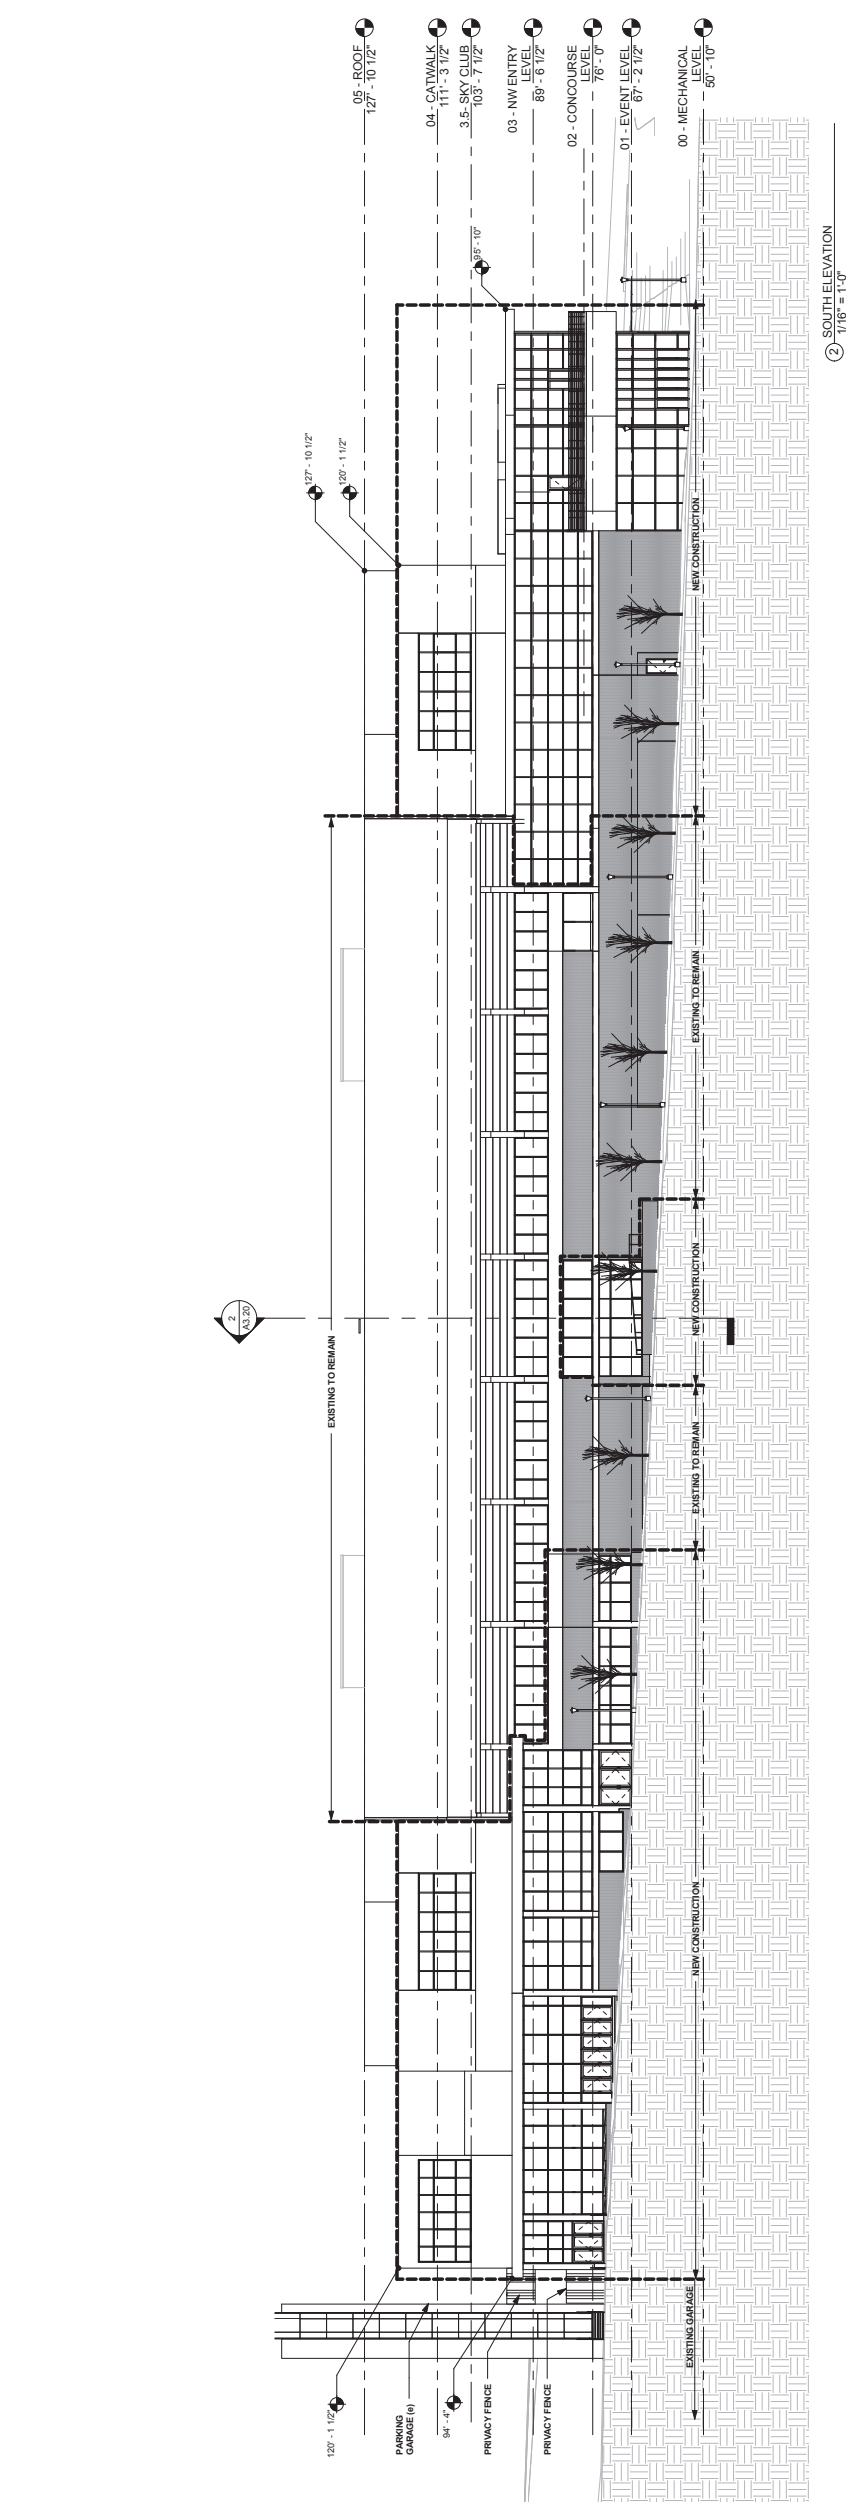 05 - ROOF
127' - 10 1/2"
04 - CATWALK
111' - 3 1/2"
3.5- SKY CLUB
103' - 7 1/2"
03 - NW ENTRY
LEVEL
89' - 6 1/2"
02 - CONCOURSE
LEVEL
76' - 0"
01 - EVENT LEVEL
67' - 2 1/2"
00 - MECHANICAL
LEVEL
50' - 10"
95' - 10"
127' - 10 1/2"
120' - 1 1/2"
NEW CONSTRUCTION
EXISTING TO REMAIN
NEW CONSTRUCTION
EXISTING TO REMAIN
NEW CONSTRUCTION
EXISTING GARAGE
EXISTING TO REMAIN
2
A3.20
120' - 1 1/2"
PARKING
GARAGE (e)
94' - 4"
PRIVACY FENCE
PRIVACY FENCE
2
SOUTH ELEVATION
1/16" = 1'-0"